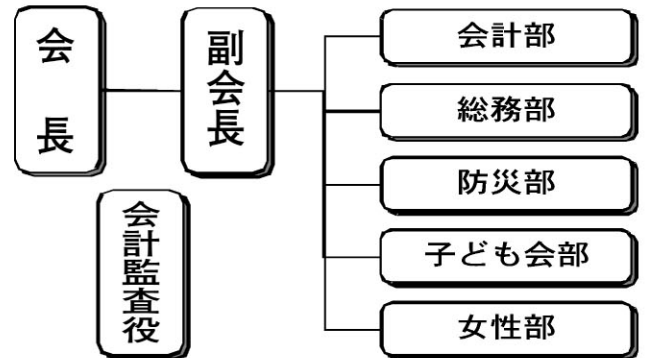 会長
副会長
会計監査役
会計部
総務部
防災部
子ども会部
女性部